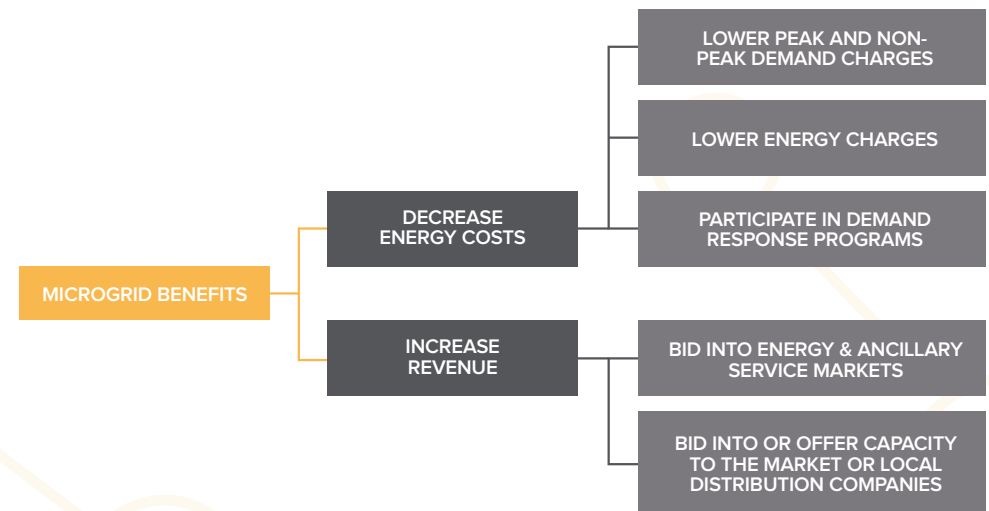 LOWER PEAK AND NON-
PEAK DEMAND CHARGES
LOWER ENERGY CHARGES
DECREASE
ENERGY COSTS
PARTICIPATE IN DEMAND
RESPONSE PROGRAMS
MICROGRID BENEFITS
INCREASE
REVENUE
BID INTO ENERGY & ANCILLARY
SERVICE MARKETS
BID INTO OR OFFER CAPACITY
TO THE MARKET OR LOCAL
DISTRIBUTION COMPANIES